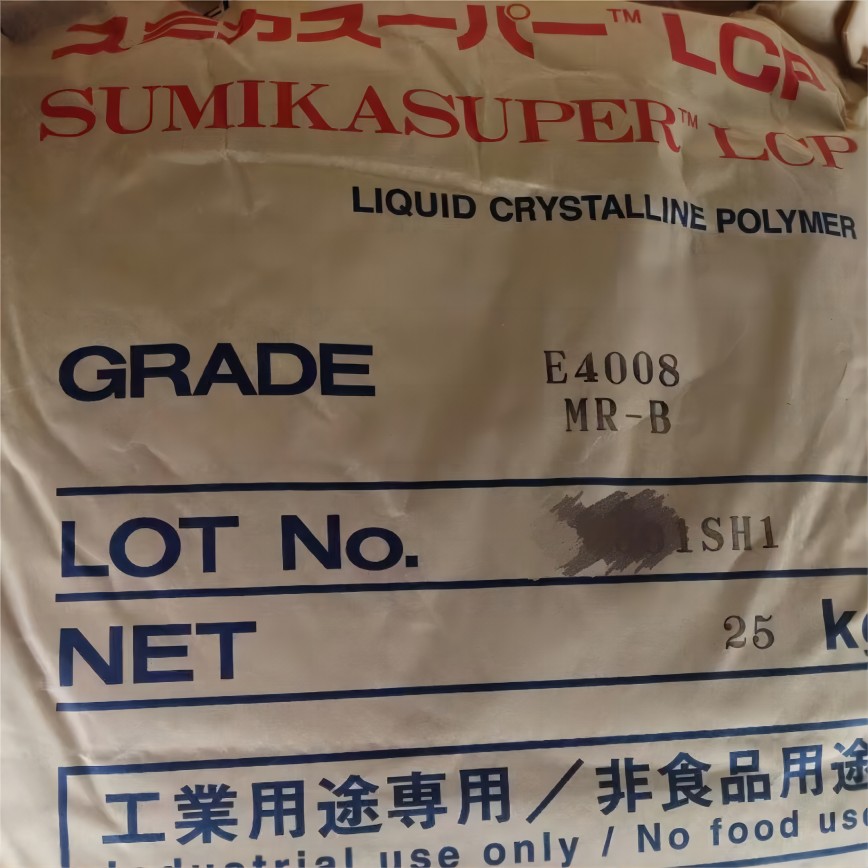 スミカスーパー™ LCP
SUMIKASUPER™ LCP
LIQUID CRYSTALLINE POLYMER
GRADE E4008
MR-B
LOT No. 1SH1
NET 25 kg
工業用途専用／非食品用途
Industrial use only / No food use